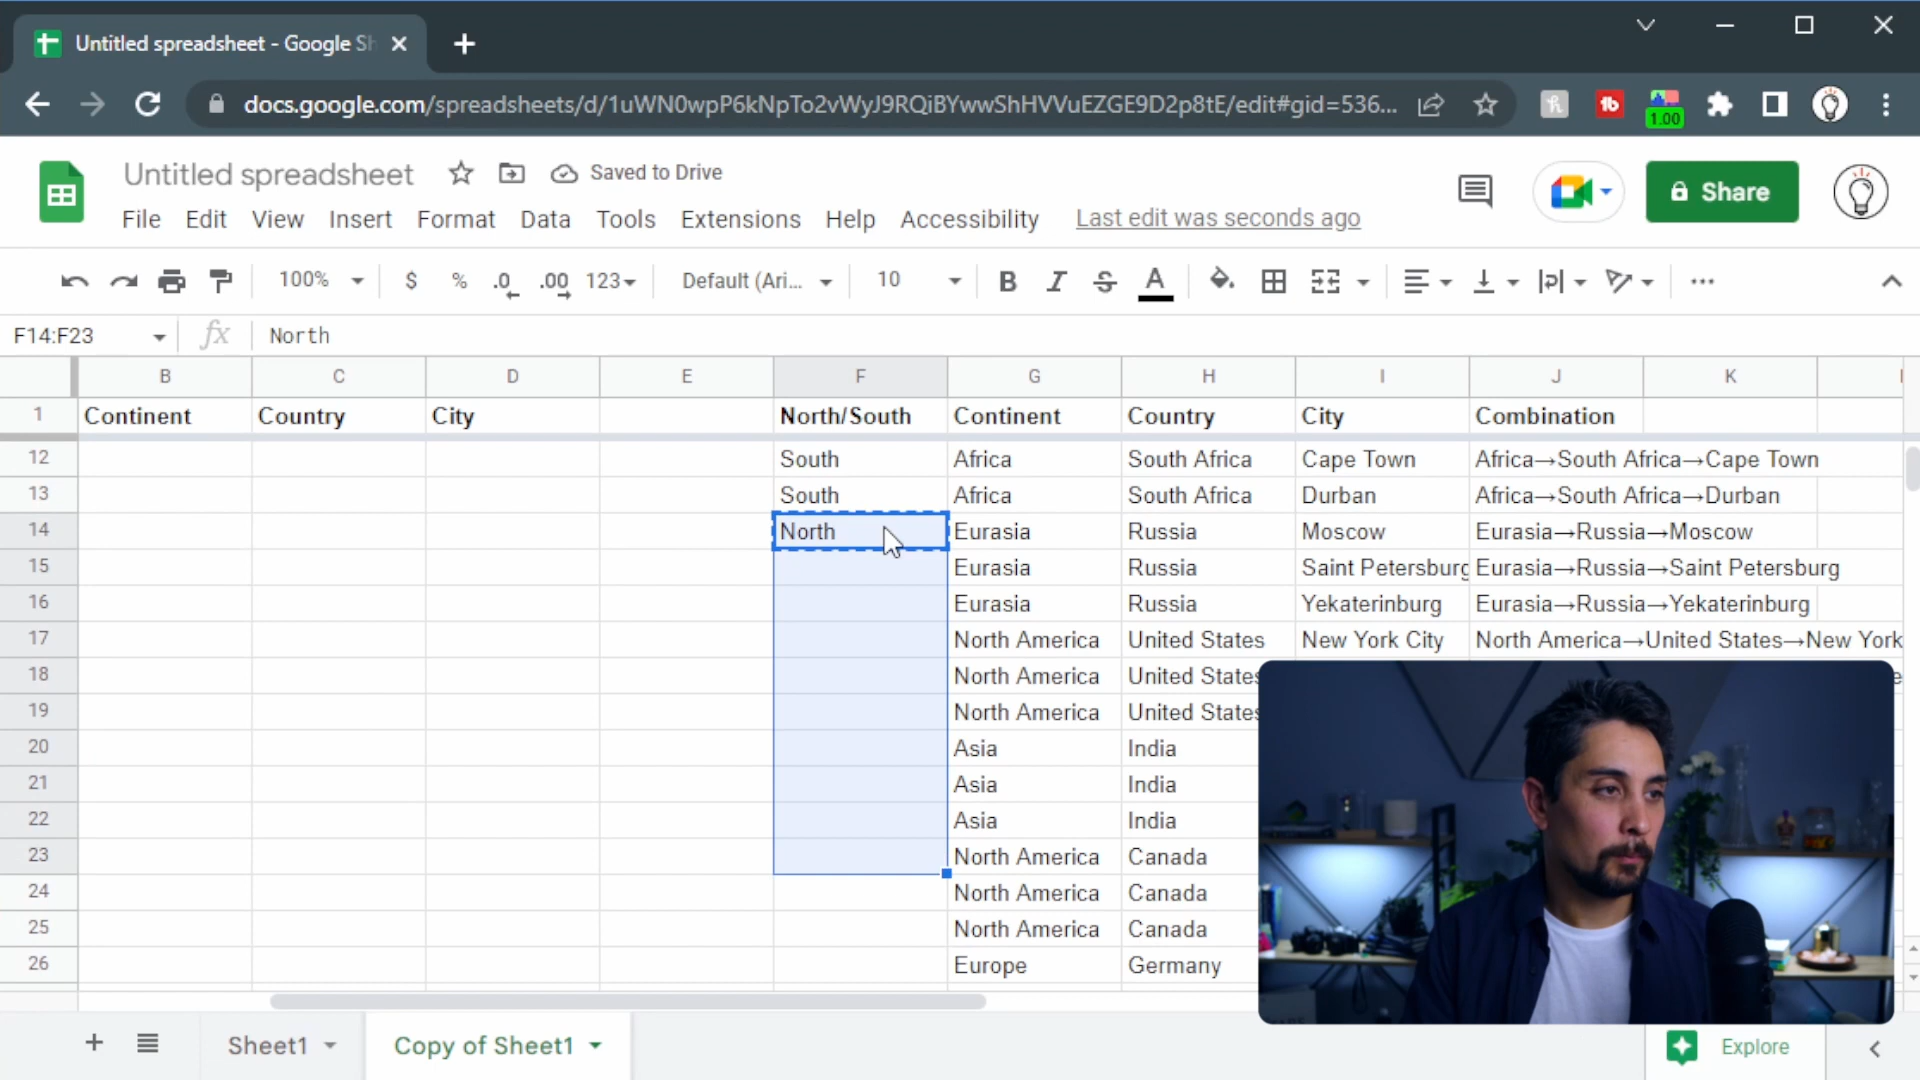 Untitled spreadsheet - Google Sh
docs.google.com/spreadsheets/d/1uWN0wpP6kNpTo2vWyJ9RQiBYwwShHVVuEZGE9D2p8tE/edit#gid=536...
1.00
Untitled spreadsheet
Saved to Drive
Share
File Edit View Insert Format Data Tools Extensions Help Accessibility Last edit was seconds ago
100% $ % .0 .00 123 Default (Ari... 10 B I S A
F14:F23 fx North
B C D E F G H I J K
1 Continent Country City North/South Continent Country City Combination
12 South Africa South Africa Cape Town Africa→South Africa→Cape Town
13 South Africa South Africa Durban Africa→South Africa→Durban
14 North Eurasia Russia Moscow Eurasia→Russia→Moscow
15 Eurasia Russia Saint Petersburg Eurasia→Russia→Saint Petersburg
16 Eurasia Russia Yekaterinburg Eurasia→Russia→Yekaterinburg
17 North America United States New York City North America→United States→New York
18 North America United States
19 North America United States
20 Asia India
21 Asia India
22 Asia India
23 North America Canada
24 North America Canada
25 North America Canada
26 Europe Germany
Sheet1 Copy of Sheet1 Explore